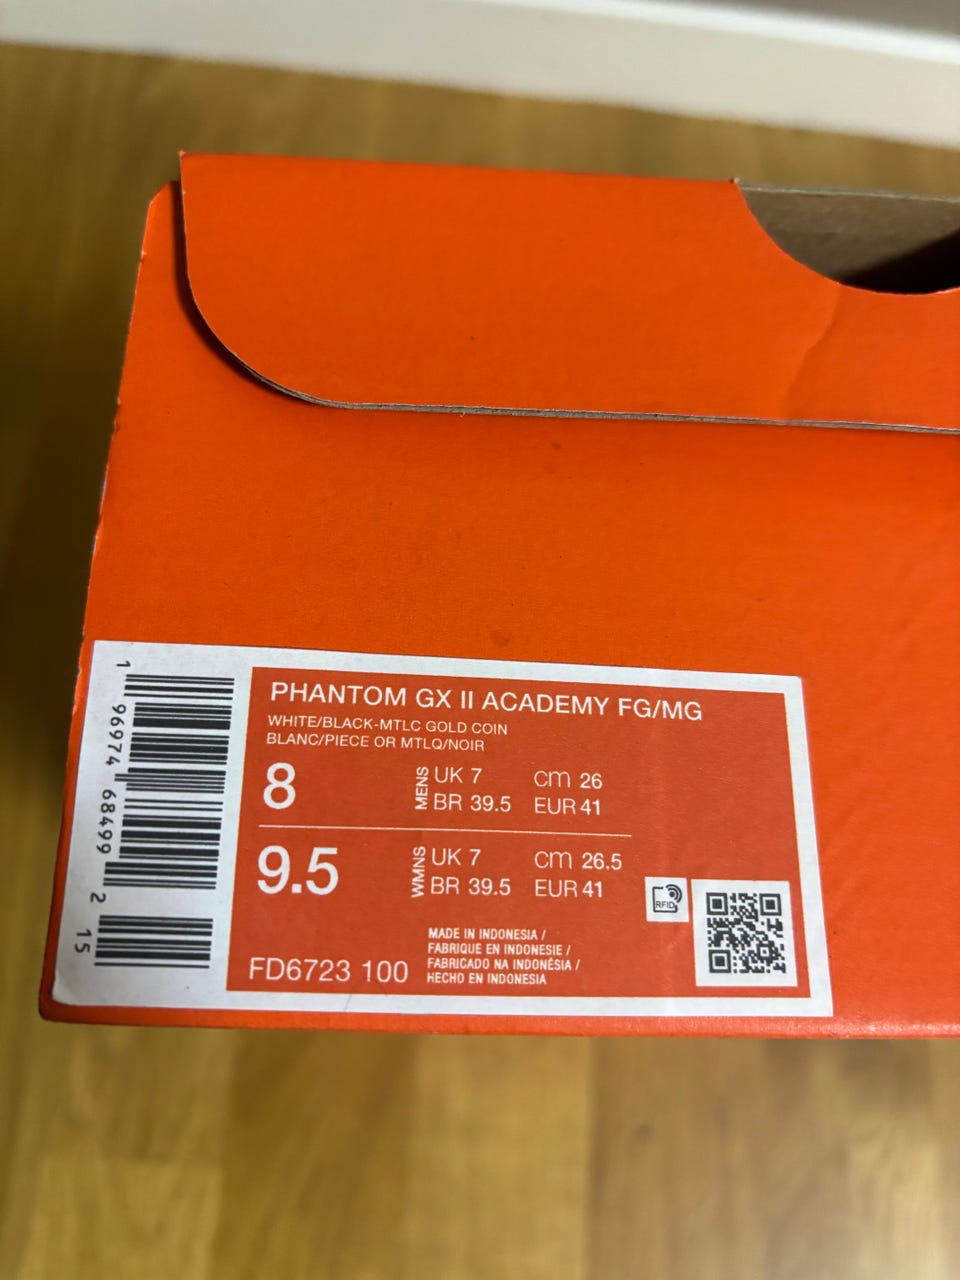 PHANTOM GX II ACADEMY FG/MG
WHITE/BLACK-MTLC GOLD COIN
BLANC/PIECE OR MTLQ/NOIR
8 MENS UK 7 cm 26
BR 39.5 EUR 41
9.5 WMNS UK 7 cm 26.5
BR 39.5 EUR 41
RFID
MADE IN INDONESIA /
FABRIQUE EN INDONESIE /
FABRICADO NA INDONÉSIA /
HECHO EN INDONESIA
FD6723 100
1 96974 68499 2 15